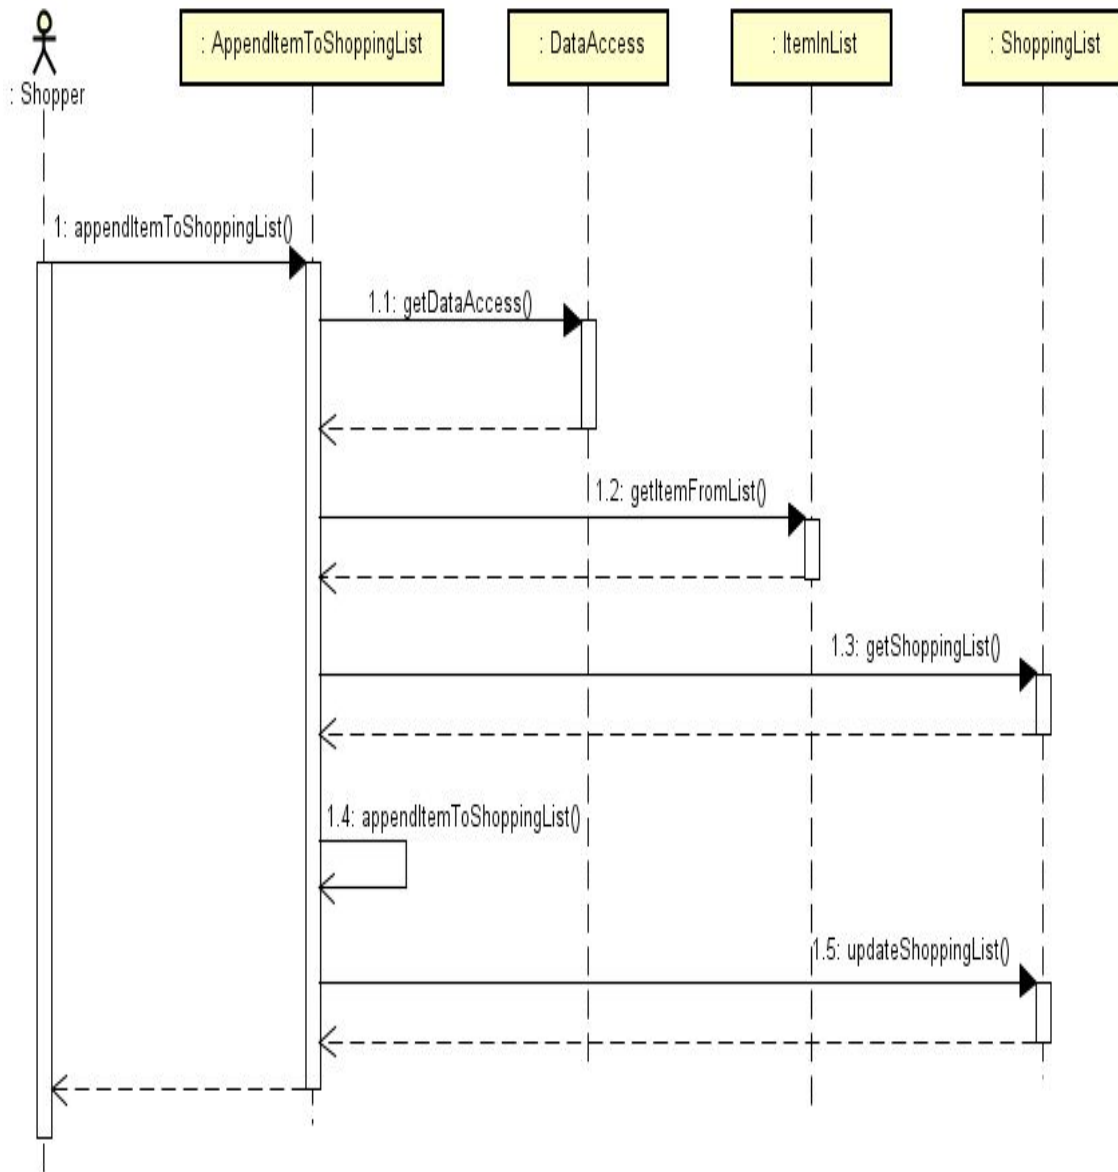 : AppendItemToShoppingList
: DataAccess
: ItemInList
: ShoppingList
: Shopper
1: appendItemToShoppingList()
1.1: getDataAccess()
1.2: getItemFromList()
1.3: getShoppingList()
1.4: appendItemToShoppingList()
1.5: updateShoppingList()